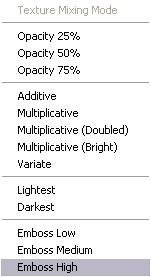 Texture Mixing Mode
Opacity 25%
Opacity 50%
Opacity 75%
Additive
Multiplicative
Multiplicative (Doubled)
Multiplicative (Bright)
Variate
Lightest
Darkest
Emboss Low
Emboss Medium
Emboss High